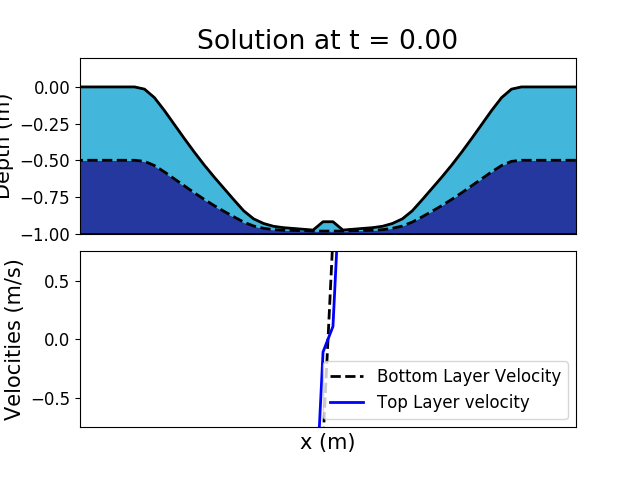 Solution at t = 0.00
Depth (m)
0.00
−0.25
−0.50
−0.75
−1.00
Velocities (m/s)
0.5
0.0
−0.5
Bottom Layer Velocity
Top Layer velocity
x (m)